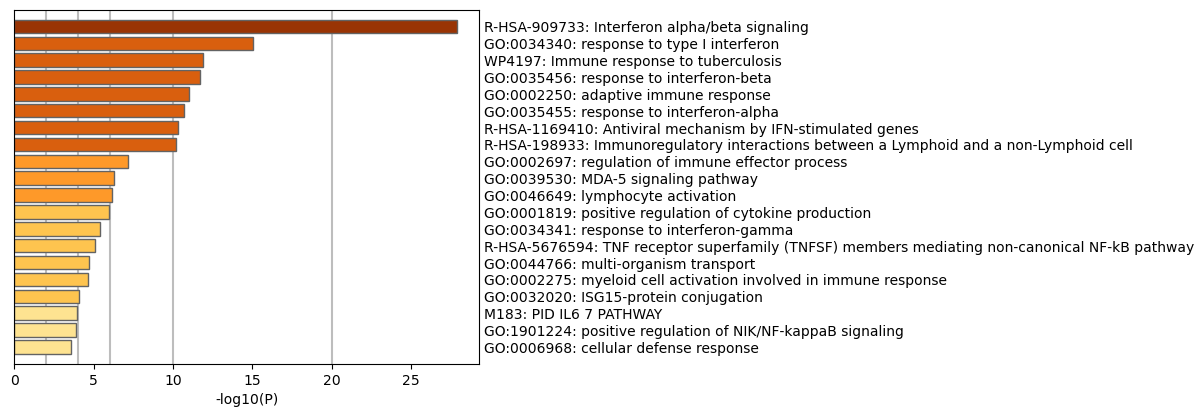 R-HSA-909733: Interferon alpha/beta signaling
GO:0034340: response to type I interferon
WP4197: Immune response to tuberculosis
GO:0035456: response to interferon-beta
GO:0002250: adaptive immune response
GO:0035455: response to interferon-alpha
R-HSA-1169410: Antiviral mechanism by IFN-stimulated genes
R-HSA-198933: Immunoregulatory interactions between a Lymphoid and a non-Lymphoid cell
GO:0002697: regulation of immune effector process
GO:0039530: MDA-5 signaling pathway
GO:0046649: lymphocyte activation
GO:0001819: positive regulation of cytokine production
GO:0034341: response to interferon-gamma
R-HSA-5676594: TNF receptor superfamily (TNFSF) members mediating non-canonical NF-kB pathway
GO:0044766: multi-organism transport
GO:0002275: myeloid cell activation involved in immune response
GO:0032020: ISG15-protein conjugation
M183: PID IL6 7 PATHWAY
GO:1901224: positive regulation of NIK/NF-kappaB signaling
GO:0006968: cellular defense response
0 5 10 15 20 25
-log10(P)